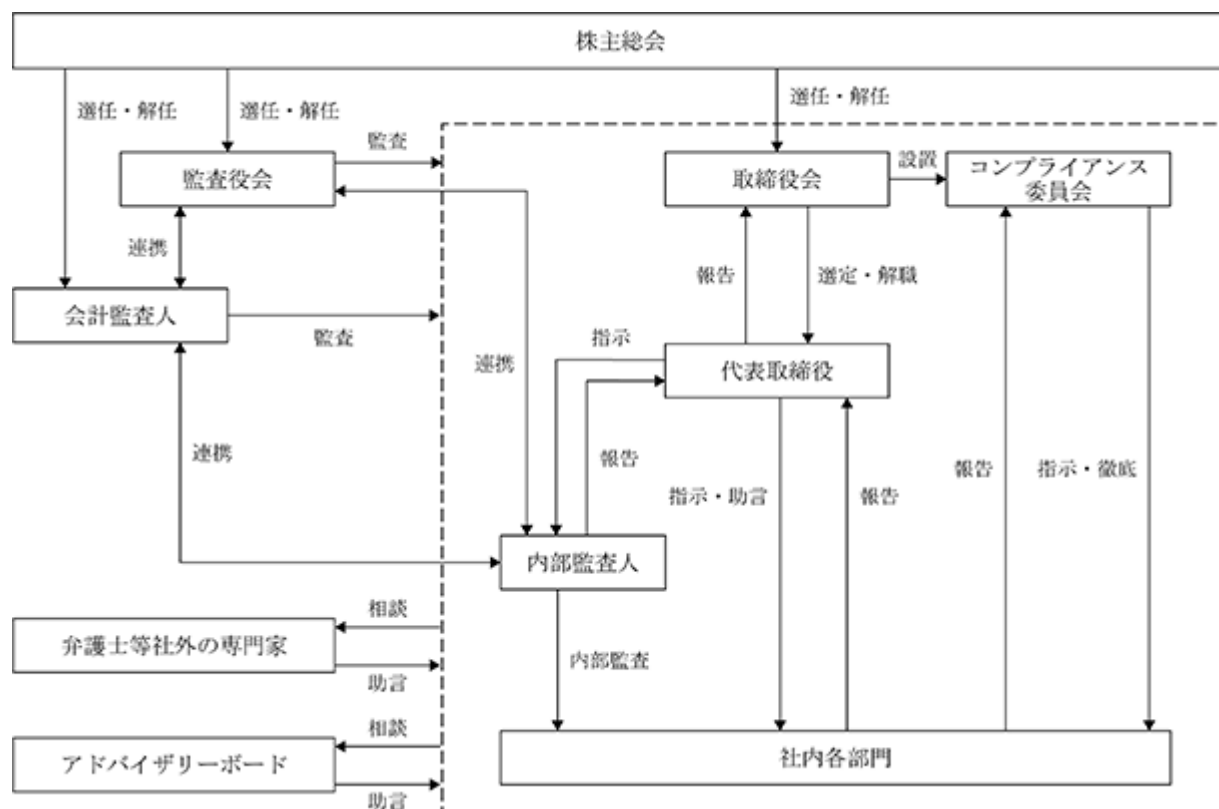 株主総会
選任・解任
選任・解任
選任・解任
監査
監査役会
取締役会
設置
コンプライアンス
委員会
連携
報告
選定・解職
会計監査人
監査
指示
連携
代表取締役
連携
報告
指示・助言
報告
報告
指示・徹底
内部監査人
相談
弁護士等社外の専門家
助言
内部監査
相談
アドバイザリーボード
助言
社内各部門